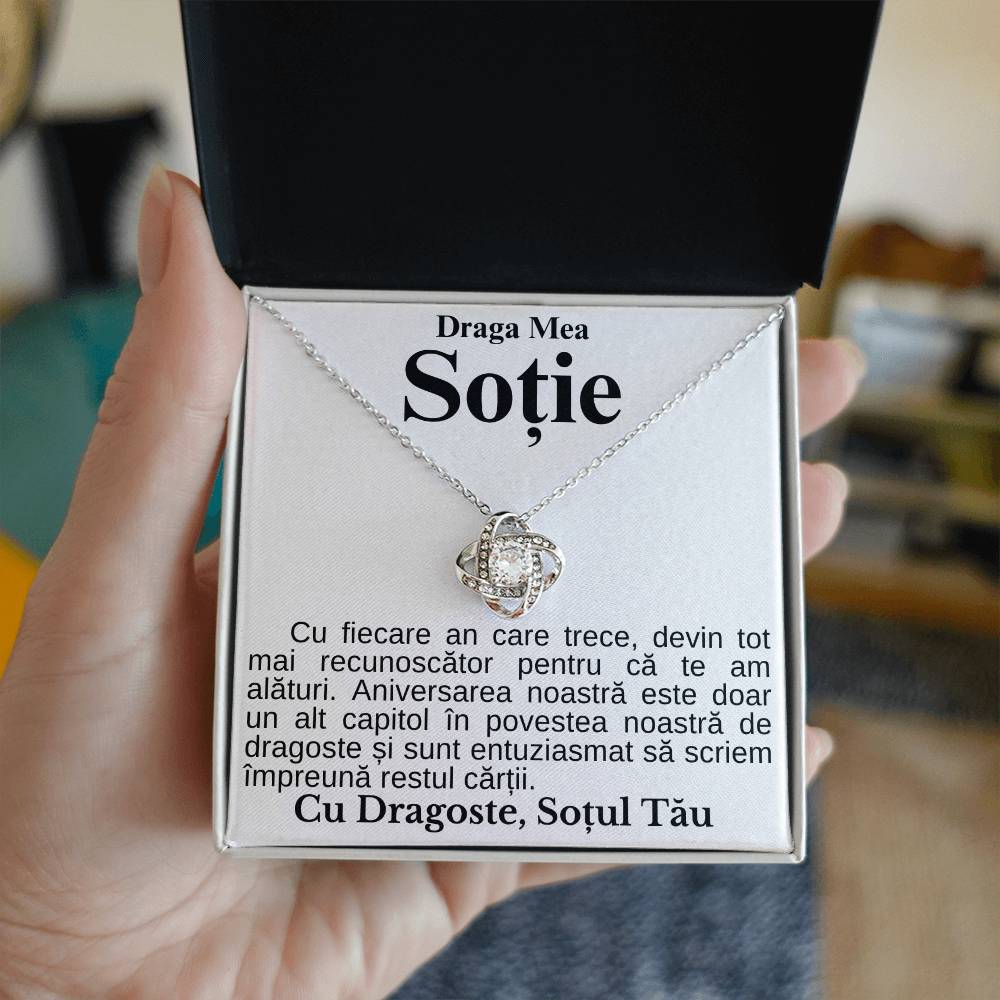 Draga Mea
Soție
Cu fiecare an care trece, devin tot
mai recunoscător pentru că te am
alături. Aniversarea noastră este doar
un alt capitol în povestea noastră de
dragoste și sunt entuziasmat să scriem
împreună restul cărții.
Cu Dragoste, Soțul Tău